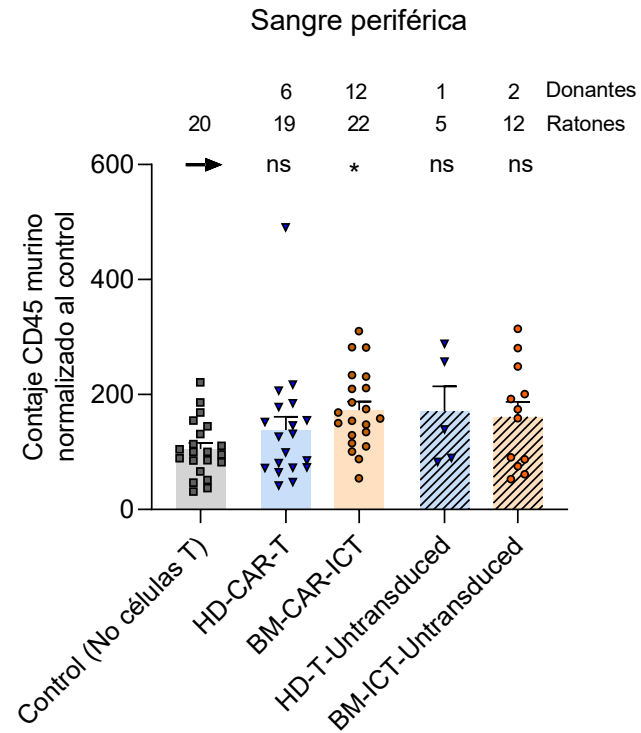 Sangre periférica
6 12 1 2 Donantes
20 19 22 5 12 Ratones
ns * ns ns
600
400
200
0
Contaje CD45 murino
normalizado al control
Control (No células T)
HD-CAR-T
BM-CAR-ICT
HD-T-Untransduced
BM-ICT-Untransduced